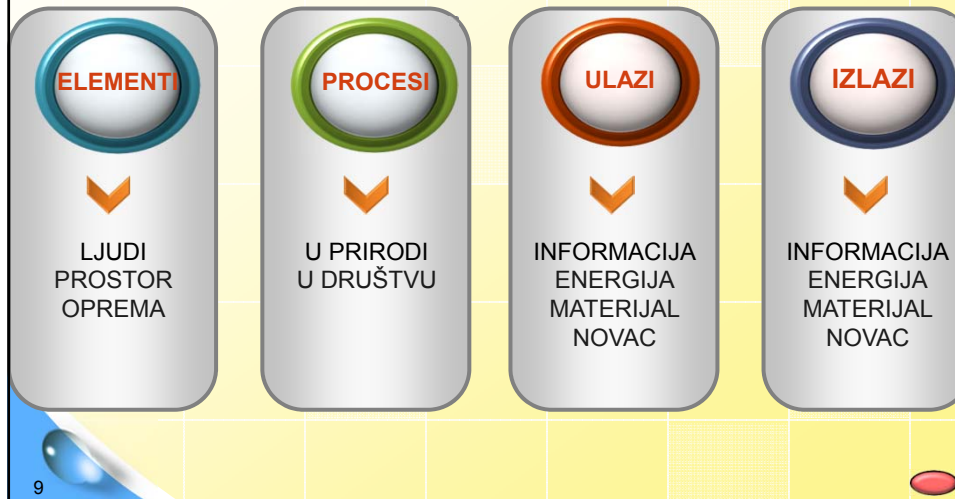 ELEMENTI
LJUDI
PROSTOR
OPREMA
PROCESI
U PRIRODI
U DRUŠTVU
ULAZI
INFORMACIJA
ENERGIJA
MATERIJAL
NOVAC
IZLAZI
INFORMACIJA
ENERGIJA
MATERIJAL
NOVAC
9